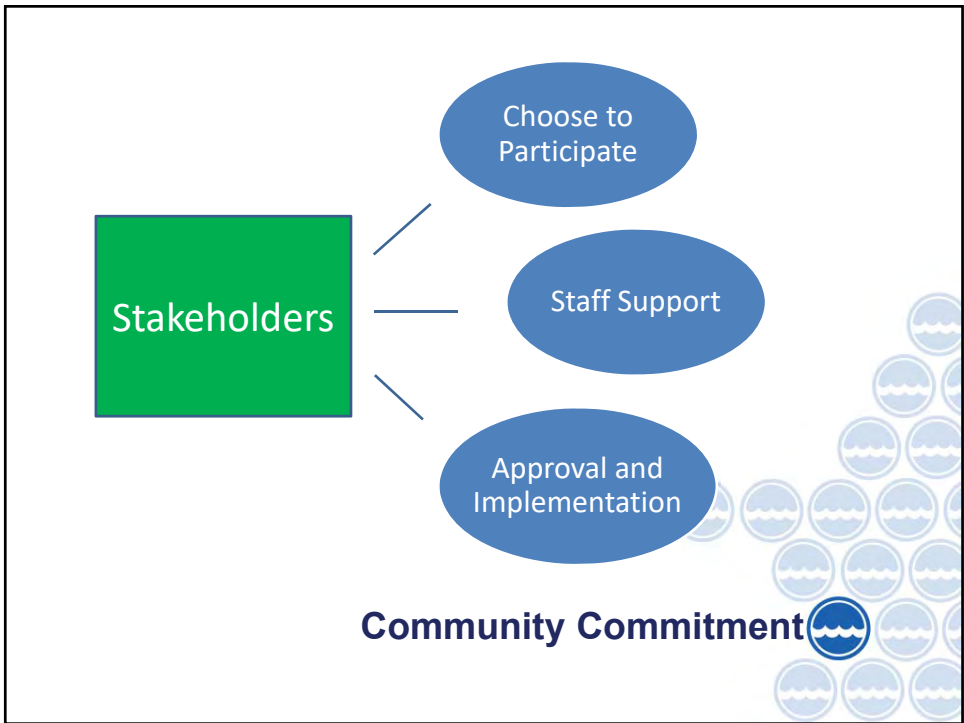 Choose to
Participate
Stakeholders
Staff Support
Approval and
Implementation
Community Commitment